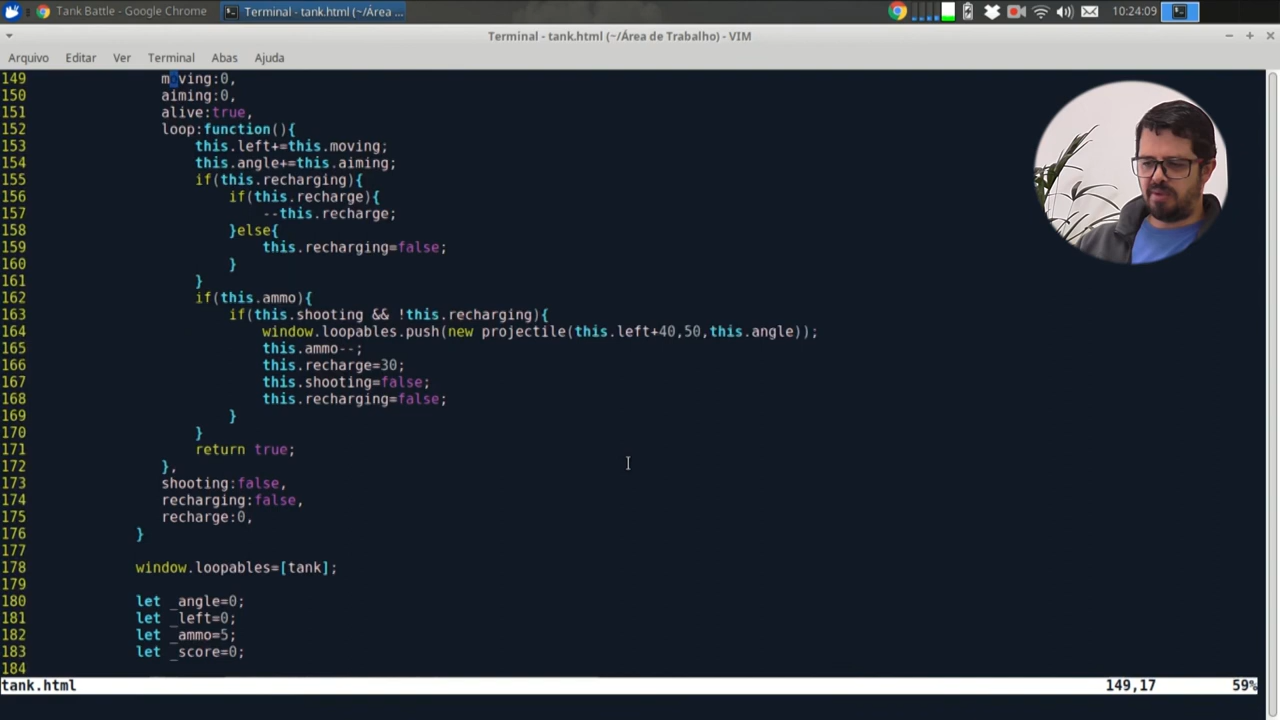 Tank Battle - Google Chrome
Terminal - tank.html (~/Área ...
10:24:09
Terminal - tank.html (~/Área de Trabalho) - VIM
Arquivo Editar Ver Terminal Abas Ajuda
149 moving:0,
150 aiming:0,
151 alive:true,
152 loop:function(){
153 this.left+=this.moving;
154 this.angle+=this.aiming;
155 if(this.recharging){
156 if(this.recharge){
157 --this.recharge;
158 }else{
159 this.recharging=false;
160 }
161 }
162 if(this.ammo){
163 if(this.shooting && !this.recharging){
164 window.loopables.push(new projectile(this.left+40,50,this.angle));
165 this.ammo--;
166 this.recharge=30;
167 this.shooting=false;
168 this.recharging=false;
169 }
170 }
171 return true;
172 },
173 shooting:false,
174 recharging:false,
175 recharge:0,
176 }
177
178 window.loopables=[tank];
179
180 let _angle=0;
181 let _left=0;
182 let _ammo=5;
183 let _score=0;
184
tank.html 149,17 59%